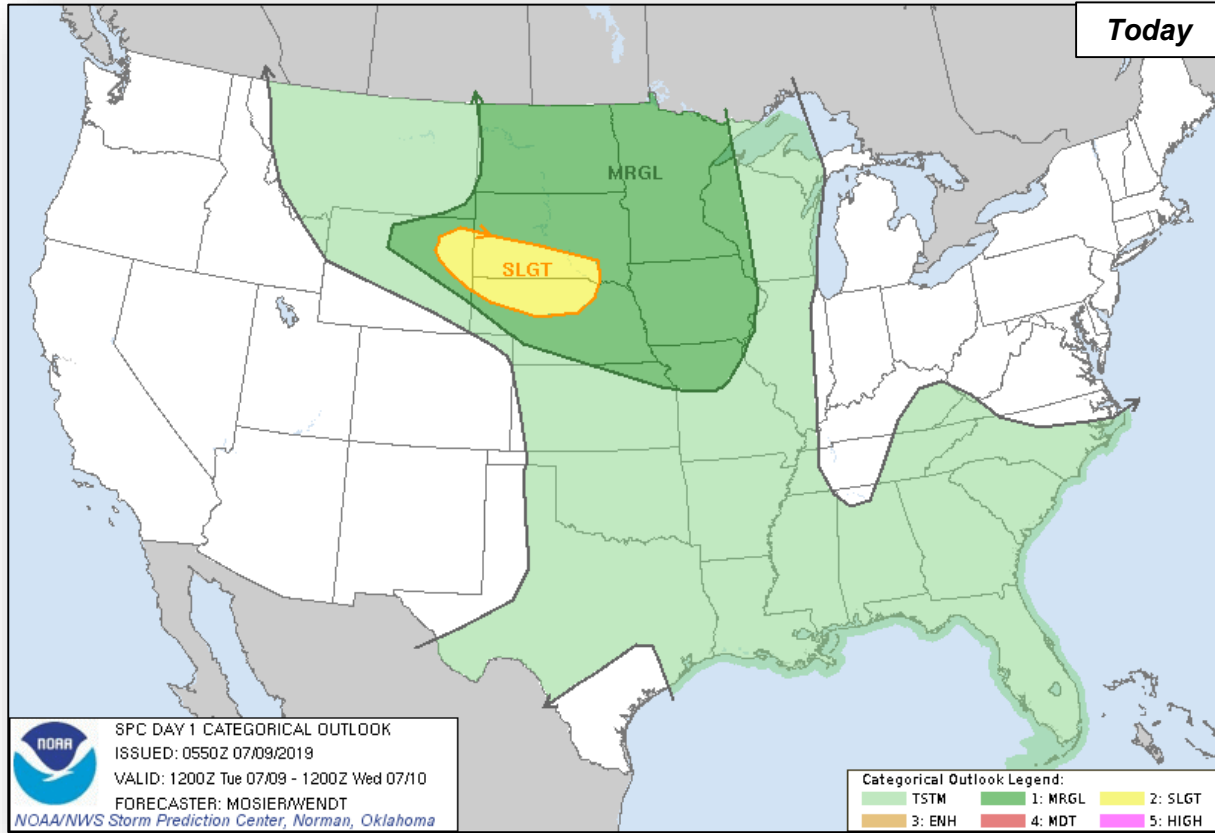 Today
MRGL
SLGT
NOAA
SPC DAY 1 CATEGORICAL OUTLOOK
ISSUED: 0550Z 07/09/2019
VALID: 1200Z Tue 07/09 - 1200Z Wed 07/10
FORECASTER: MOSIER/WENDT
NOAA/NWS Storm Prediction Center, Norman, Oklahoma
Categorical Outlook Legend:
TSTM 1: MRGL 2: SLGT
3: ENH 4: MDT 5: HIGH